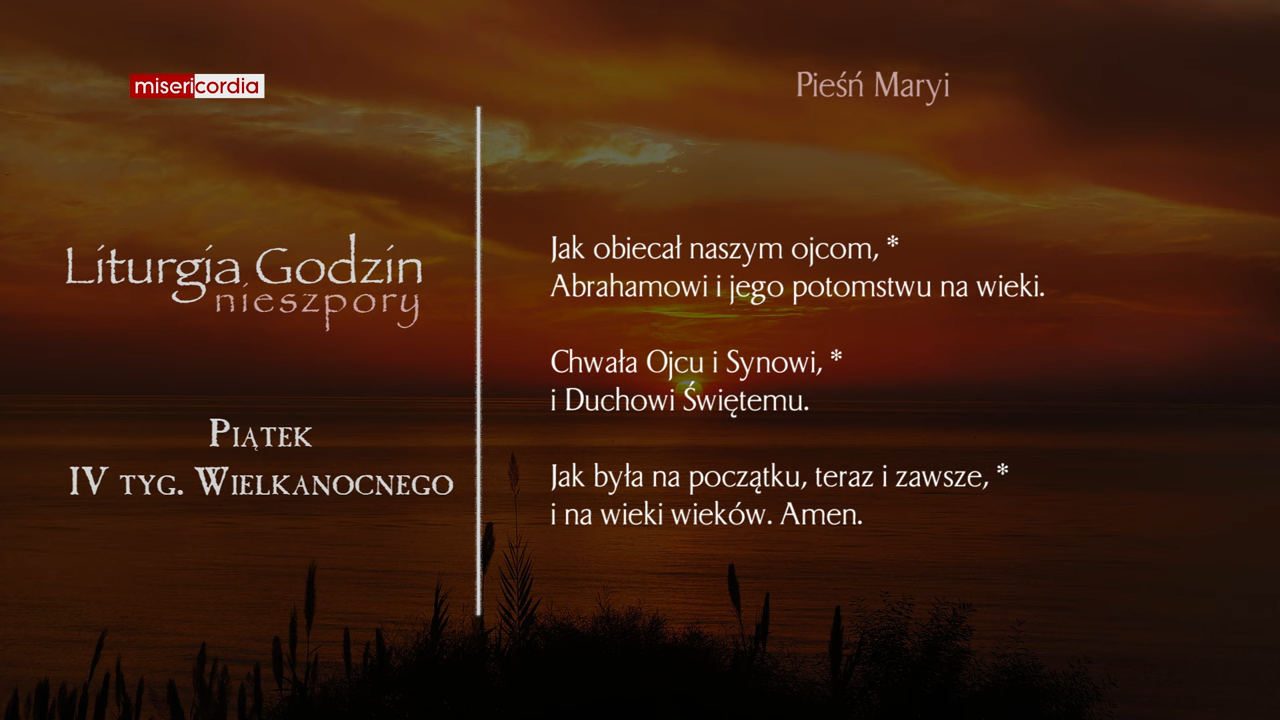 misericordia
Pieśń Maryi
Liturgia Godzin
nieszpory
Piątek
IV tyg. Wielkanocnego
Jak obiecał naszym ojcom, *
Abrahamowi i jego potomstwu na wieki.
Chwała Ojcu i Synowi, *
i Duchowi Świętemu.
Jak była na początku, teraz i zawsze, *
i na wieki wieków. Amen.